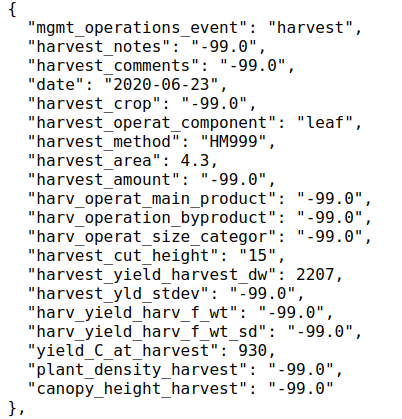 {
"mgmt_operations_event": "harvest",
"harvest_notes": "-99.0",
"harvest_comments": "-99.0",
"date": "2020-06-23",
"harvest_crop": "-99.0",
"harvest_operat_component": "leaf",
"harvest_method": "HM999",
"harvest_area": 4.3,
"harvest_amount": "-99.0",
"harv_operat_main_product": "-99.0",
"harv_operation_byproduct": "-99.0",
"harv_operat_size_categor": "-99.0",
"harvest_cut_height": "15",
"harvest_yield_harvest_dw": 2207,
"harvest_yld_stdev": "-99.0",
"harv_yield_harv_f_wt": "-99.0",
"harv_yield_harv_f_wt_sd": "-99.0",
"yield_C_at_harvest": 930,
"plant_density_harvest": "-99.0",
"canopy_height_harvest": "-99.0"
},